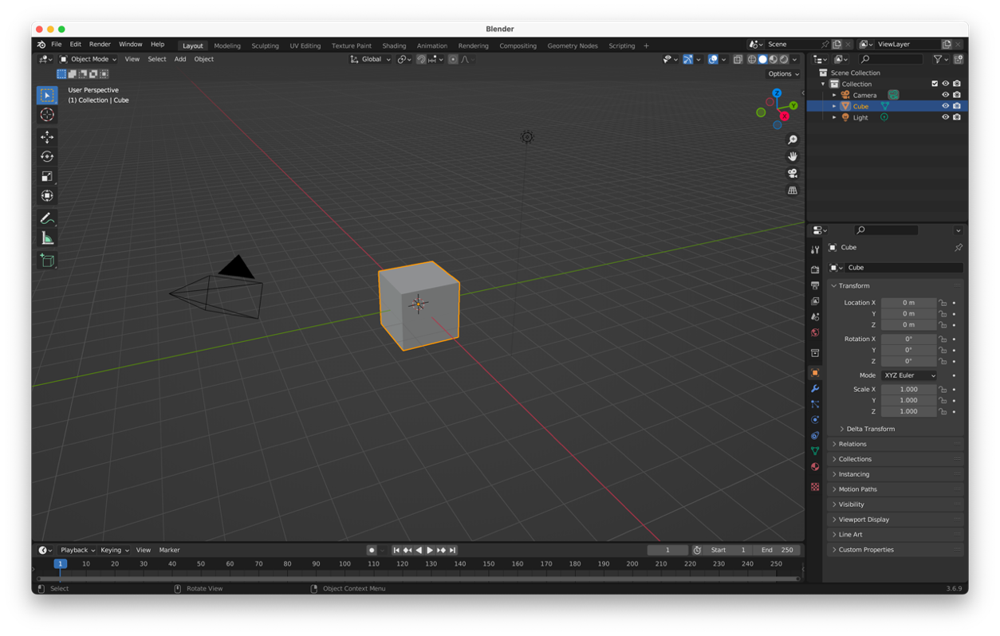 Blender
File Edit Render Window Help Layout Modeling Sculpting UV Editing Texture Paint Shading Animation Rendering Compositing Geometry Nodes Scripting + Scene ViewLayer
Object Mode View Select Add Object Global
Options
User Perspective
(1) Collection | Cube
Z
Y
X
Scene Collection
Collection
Camera
Cube
Light
Cube
Cube
Transform
Location X 0 m
Y 0 m
Z 0 m
Rotation X 0°
Y 0°
Z 0°
Mode XYZ Euler
Scale X 1.000
Y 1.000
Z 1.000
Delta Transform
Relations
Collections
Instancing
Motion Paths
Visibility
Viewport Display
Line Art
Custom Properties
Playback Keying View Marker 1 Start 1 End 250
1 10 20 30 40 50 60 70 80 90 100 110 120 130 140 150 160 170 180 190 200 210 220 230 240 250
Select Rotate View Object Context Menu 3.6.9